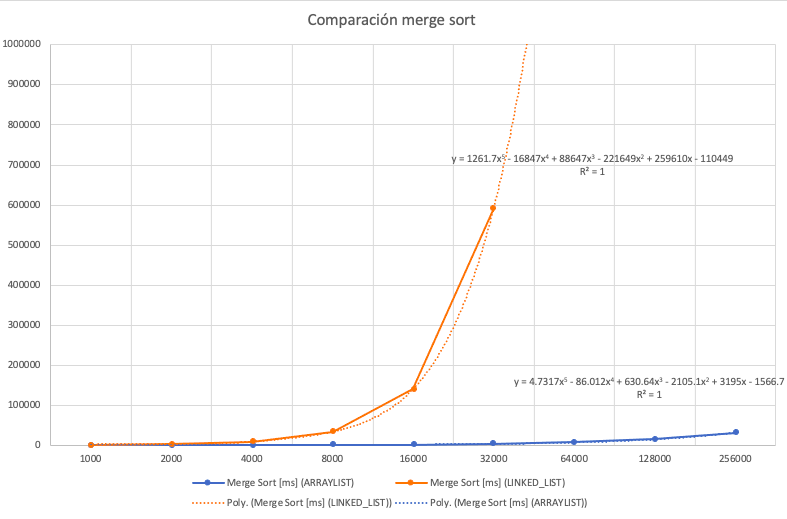 Comparación merge sort
1000000
900000
800000
700000
y = 1261.7x⁵ - 16847x⁴ + 88647x³ - 221649x² + 259610x - 110449
R² = 1
600000
500000
400000
300000
200000
y = 4.7317x⁵ - 86.012x⁴ + 630.64x³ - 2105.1x² + 3195x - 1566.7
R² = 1
100000
0
1000 2000 4000 8000 16000 32000 64000 128000 256000
Merge Sort [ms] (ARRAYLIST) Merge Sort [ms] (LINKED_LIST)
Poly. (Merge Sort [ms] (LINKED_LIST)) Poly. (Merge Sort [ms] (ARRAYLIST))